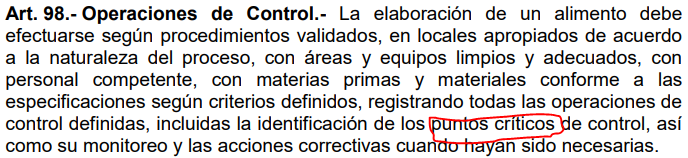 Art. 98.- Operaciones de Control.- La elaboración de un alimento debe
efectuarse según procedimientos validados, en locales apropiados de acuerdo
a la naturaleza del proceso, con áreas y equipos limpios y adecuados, con
personal competente, con materias primas y materiales conforme a las
especificaciones según criterios definidos, registrando todas las operaciones de
control definidas, incluidas la identificación de los puntos críticos de control, así
como su monitoreo y las acciones correctivas cuando hayan sido necesarias.